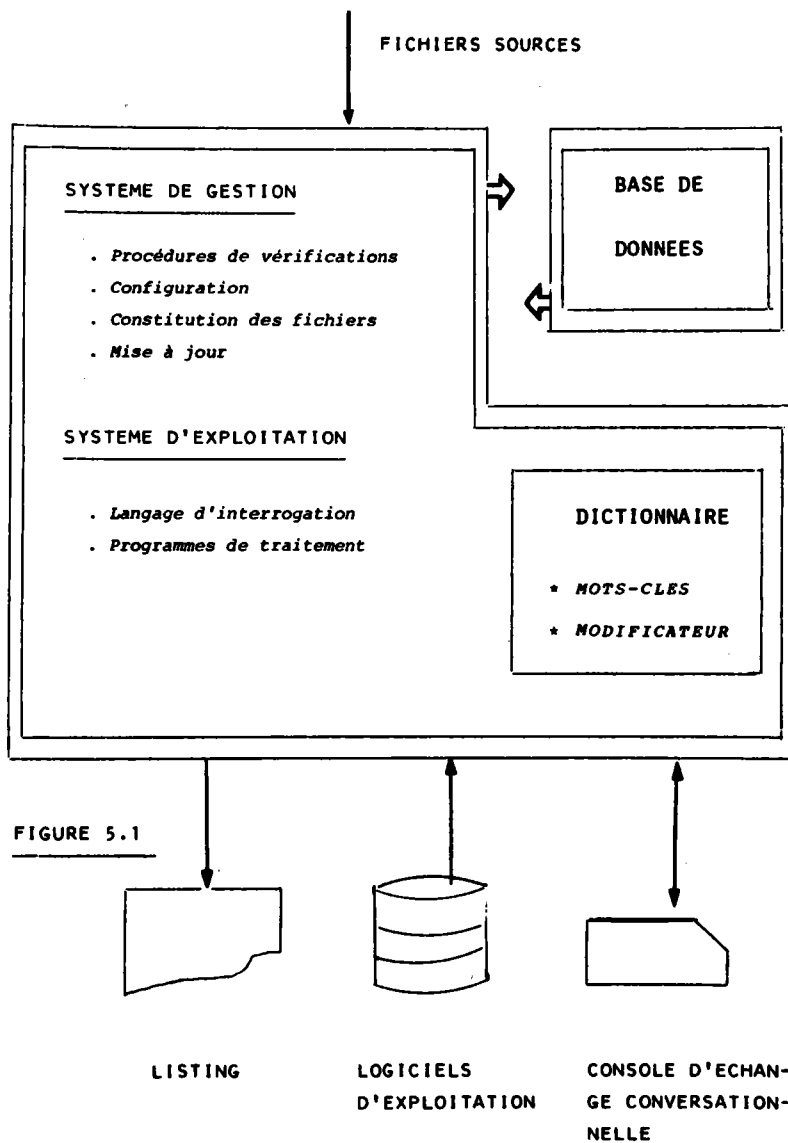 FICHIERS SOURCES
SYSTEME DE GESTION
. Procédures de vérifications
. Configuration
. Constitution des fichiers
. Mise à jour
BASE DE
DONNEES
SYSTEME D'EXPLOITATION
. Langage d'interrogation
. Programmes de traitement
DICTIONNAIRE
* MOTS-CLES
* MODIFICATEUR
FIGURE 5.1
LISTING
LOGICIELS
D'EXPLOITATION
CONSOLE D'ECHAN-
GE CONVERSATION-
NELLE